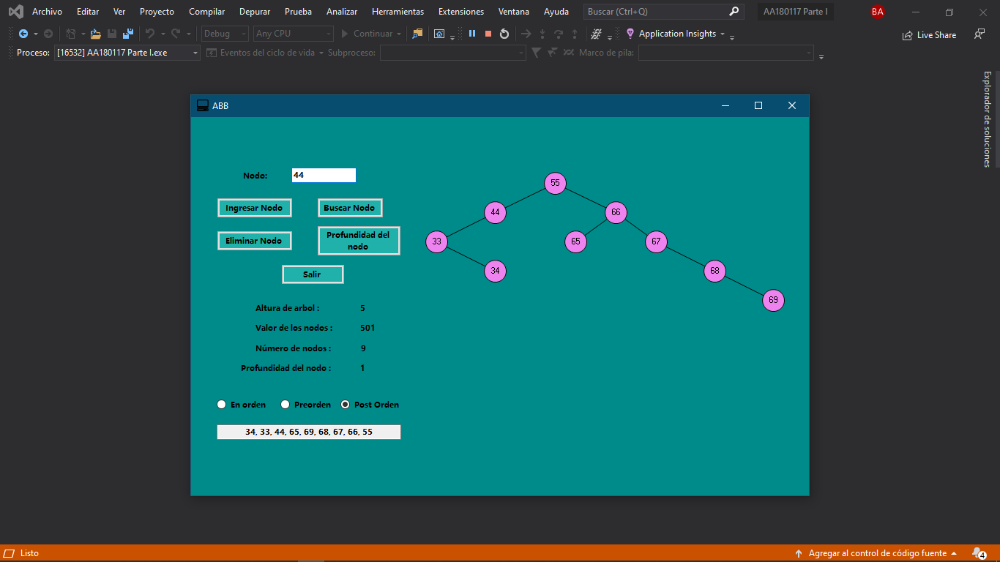 Archivo Editar Ver Proyecto Compilar Depurar Prueba Analizar Herramientas Extensiones Ventana Ayuda Buscar (Ctrl+Q) AA180117 Parte I BA
Debug Any CPU Continuar Application Insights Live Share
Proceso: [16532] AA180117 Parte I.exe Eventos del ciclo de vida Subproceso: Marco de pila:
Explorador de soluciones
ABB
Nodo: 44
Ingresar Nodo Buscar Nodo
Eliminar Nodo Profundidad del
nodo
Salir
Altura de arbol : 5
Valor de los nodos : 501
Número de nodos : 9
Profundidad del nodo : 1
En orden Preorden Post Orden
34, 33, 44, 65, 69, 68, 67, 66, 55
55
44 66
33 65 67
34 68
69
Listo Agregar al control de código fuente 4